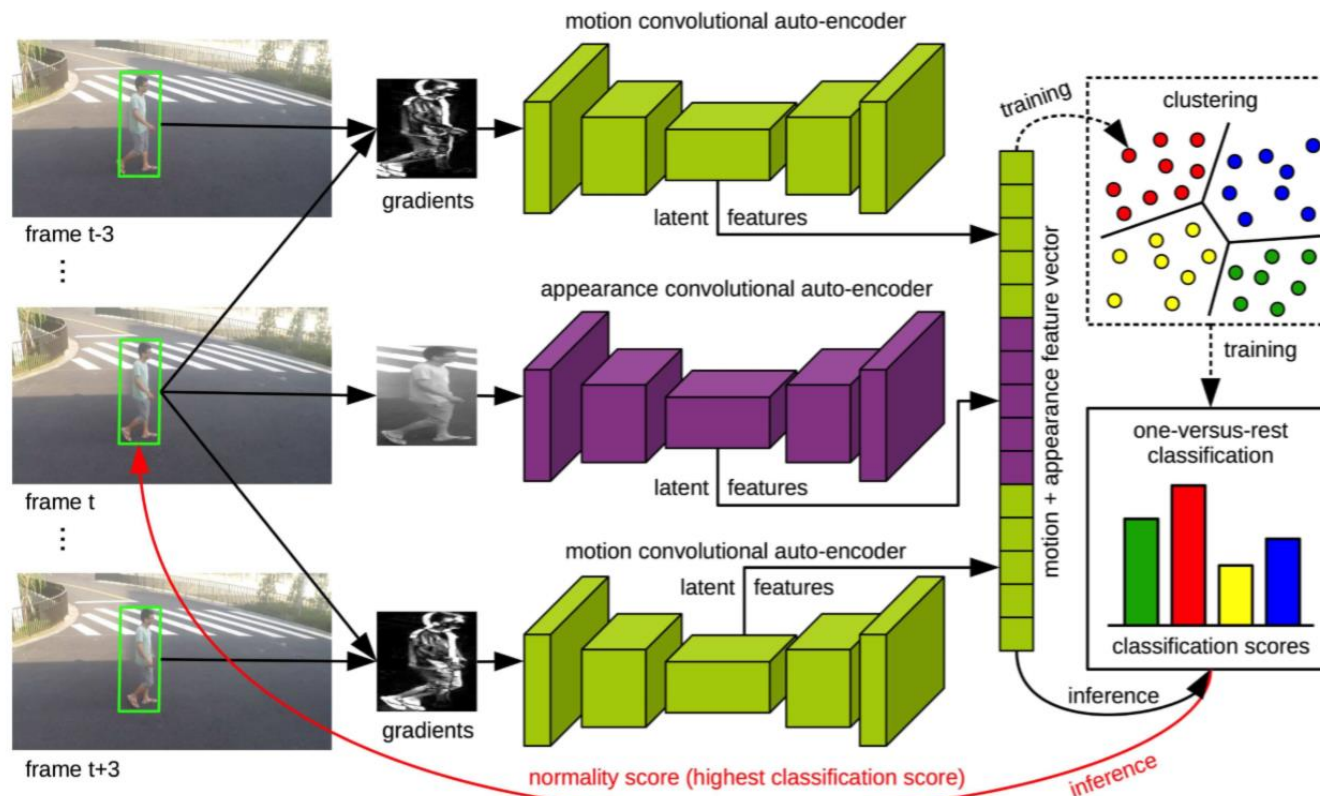 motion convolutional auto-encoder
frame t-3
gradients
latent features
training
clustering
appearance convolutional auto-encoder
frame t
latent features
motion + appearance feature vector
training
one-versus-rest
classification
classification scores
motion convolutional auto-encoder
latent features
frame t+3
gradients
inference
normality score (highest classification score)
inference